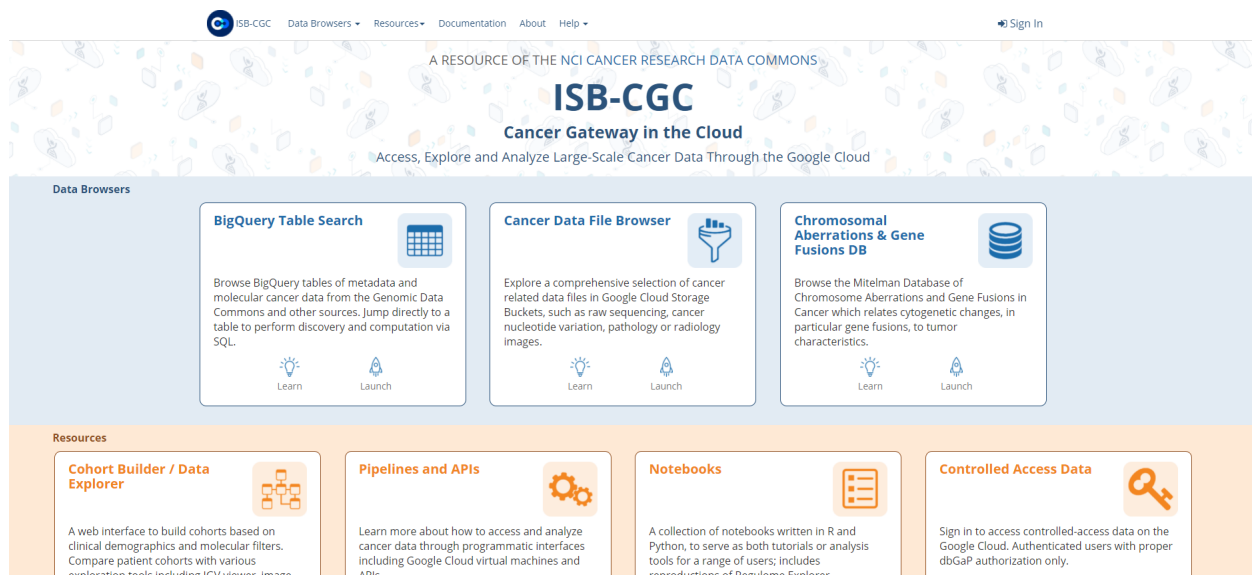 ISB-CGC Data Browsers Resources Documentation About Help Sign In
A RESOURCE OF THE NCI CANCER RESEARCH DATA COMMONS
ISB-CGC
Cancer Gateway in the Cloud
Access, Explore and Analyze Large-Scale Cancer Data Through the Google Cloud
Data Browsers
BigQuery Table Search
Browse BigQuery tables of metadata and
molecular cancer data from the Genomic Data
Commons and other sources. Jump directly to a
table to perform discovery and computation via
SQL.
Learn Launch
Cancer Data File Browser
Explore a comprehensive selection of cancer
related data files in Google Cloud Storage
Buckets, such as raw sequencing, cancer
nucleotide variation, pathology or radiology
images.
Learn Launch
Chromosomal
Aberrations & Gene
Fusions DB
Browse the Mitelman Database of
Chromosome Aberrations and Gene Fusions in
Cancer which relates cytogenetic changes, in
particular gene fusions, to tumor
characteristics.
Learn Launch
Resources
Cohort Builder / Data
Explorer
A web interface to build cohorts based on
clinical demographics and molecular filters.
Compare patient cohorts with various
exploration tools including IGV viewer, image
Pipelines and APIs
Learn more about how to access and analyze
cancer data through programmatic interfaces
including Google Cloud virtual machines and
APIs
Notebooks
A collection of notebooks written in R and
Python, to serve as both tutorials or analysis
tools for a range of users; includes
reproductions of Regulome Explorer
Controlled Access Data
Sign in to access controlled-access data on the
Google Cloud. Authenticated users with proper
dbGaP authorization only.